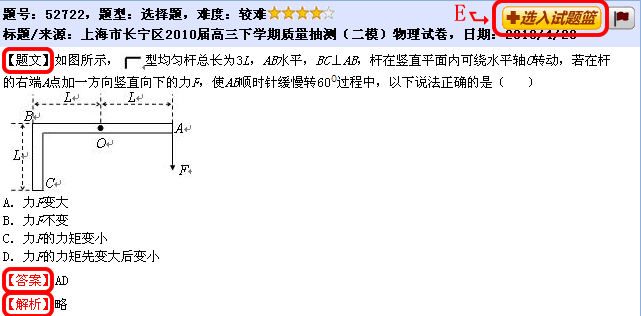 题号：52722，题型：选择题，难度：较难
E
选入试题篮
标题/来源：上海市长宁区2010届高三下学期质量抽测（二模）物理试卷，日期：2010/4/20
【题文】如图所示， 型均匀杆总长为3L，AB水平，BC⊥AB，杆在竖直平面内可绕水平轴O转动，若在杆
的右端A点加一方向竖直向下的力F，使AB顺时针缓慢转60⁰过程中，以下说法正确的是（ ）
L L
B A
O
L
F
C
A. 力F变大
B. 力F不变
C. 力F的力矩变小
D. 力F的力矩先变大后变小
【答案】AD
【解析】略